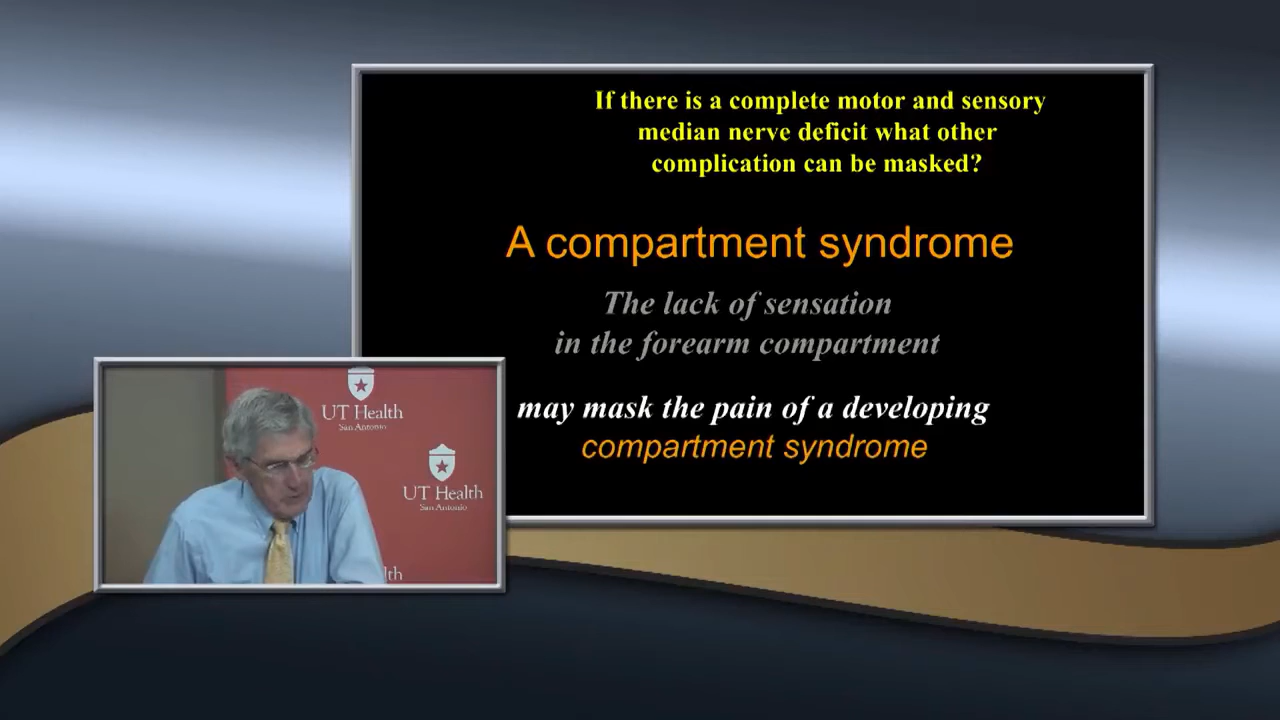 If there is a complete motor and sensory
median nerve deficit what other
complication can be masked?
A compartment syndrome
The lack of sensation
in the forearm compartment
may mask the pain of a developing
compartment syndrome
UT Health
San Antonio
UT Health
San Antonio
lth